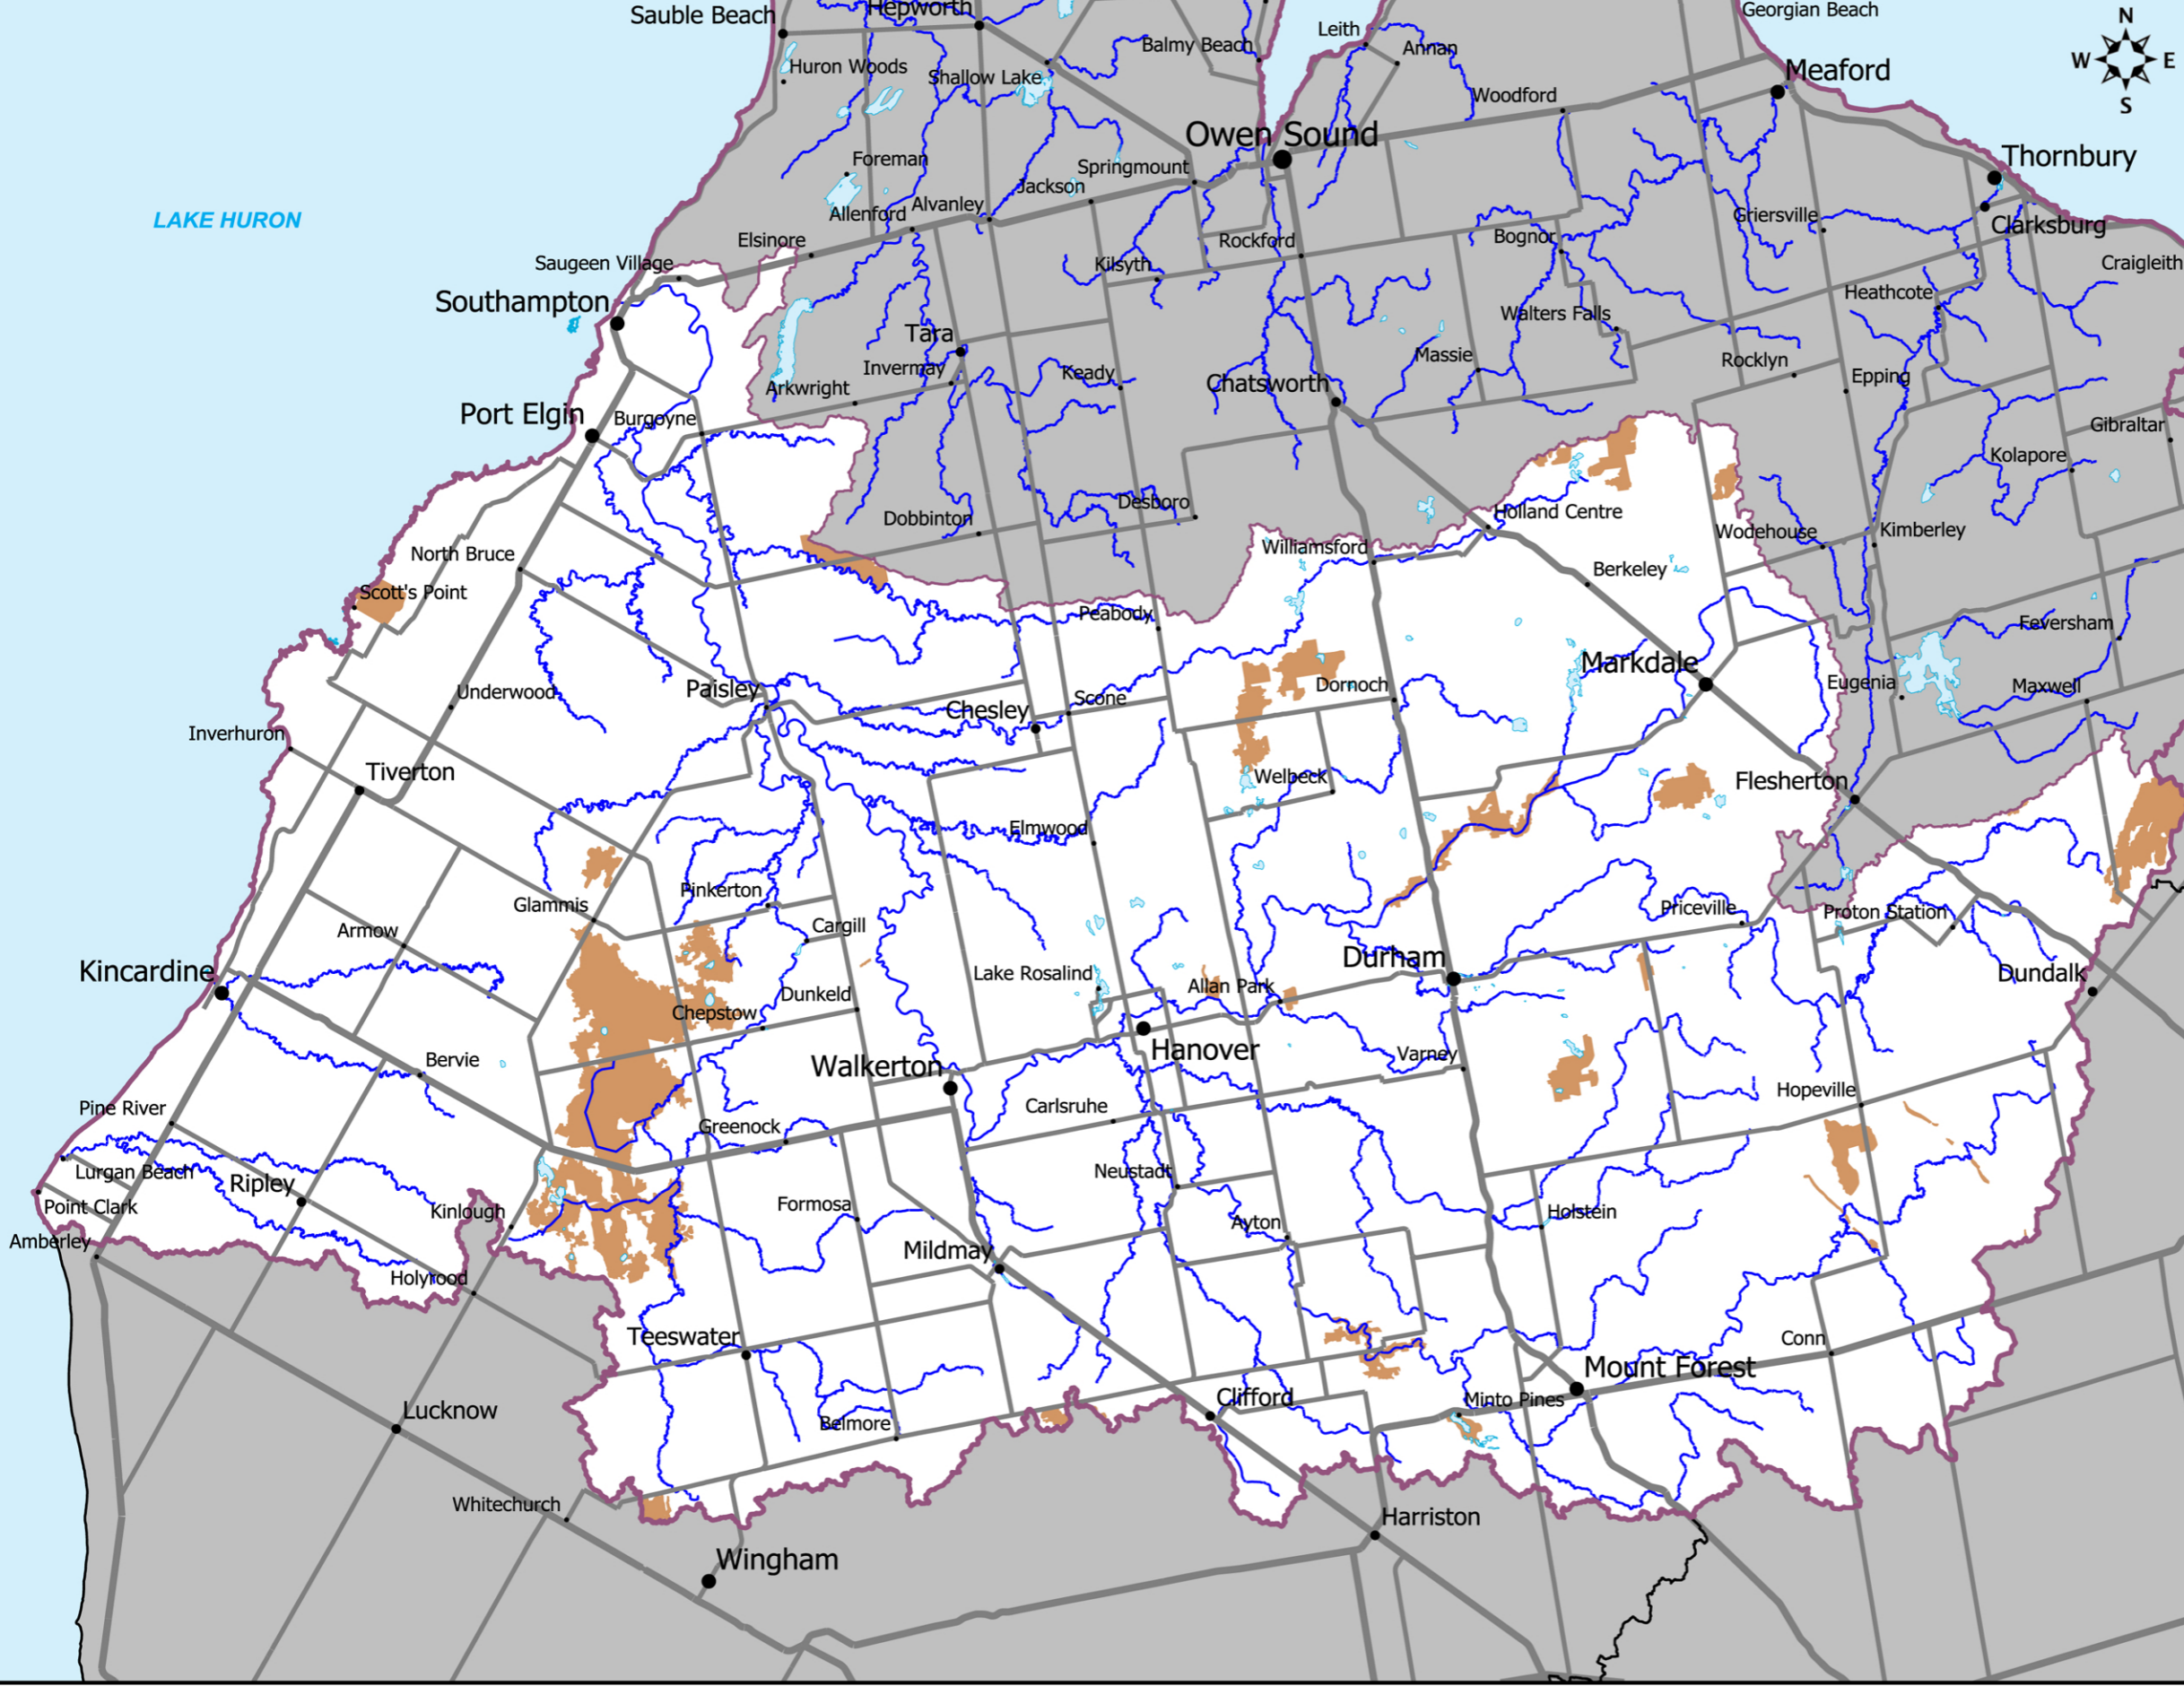 Sauble Beach
Hepworth
Georgian Beach
N
W
E
S
Leith
Annan
Balmy Beach
Huron Woods
Shallow Lake
Meaford
Woodford
Owen Sound
Thornbury
Foreman
Springmount
Jackson
LAKE HURON
Allenford
Alvanley
Griersville
Clarksburg
Elsinore
Rockford
Bognor
Saugeen Village
Kilsyth
Craigleith
Southampton
Heathcote
Walters Falls
Tara
Massie
Invermay
Keady
Rocklyn
Epping
Arkwright
Chatsworth
Port Elgin
Burgoyne
Gibraltar
Kolapore
Desboro
Dobbinton
Holland Centre
Wodehouse
Kimberley
North Bruce
Williamsford
Berkeley
Scott's Point
Peabody
Feversham
Markdale
Underwood
Paisley
Scone
Dornoch
Eugenia
Maxwell
Chesley
Inverhuron
Tiverton
Welbeck
Flesherton
Elmwood
Pinkerton
Glammis
Priceville
Proton Station
Armow
Cargill
Durham
Kincardine
Lake Rosalind
Allan Park
Dundalk
Dunkeld
Chepstow
Hanover
Bervie
Walkerton
Varney
Hopeville
Pine River
Carlsruhe
Greenock
Lurgan Beach
Ripley
Neustadt
Point Clark
Kinlough
Formosa
Holstein
Ayton
Amberley
Mildmay
Holyrood
Teeswater
Conn
Mount Forest
Clifford
Minto Pines
Lucknow
Belmore
Whitechurch
Harriston
Wingham